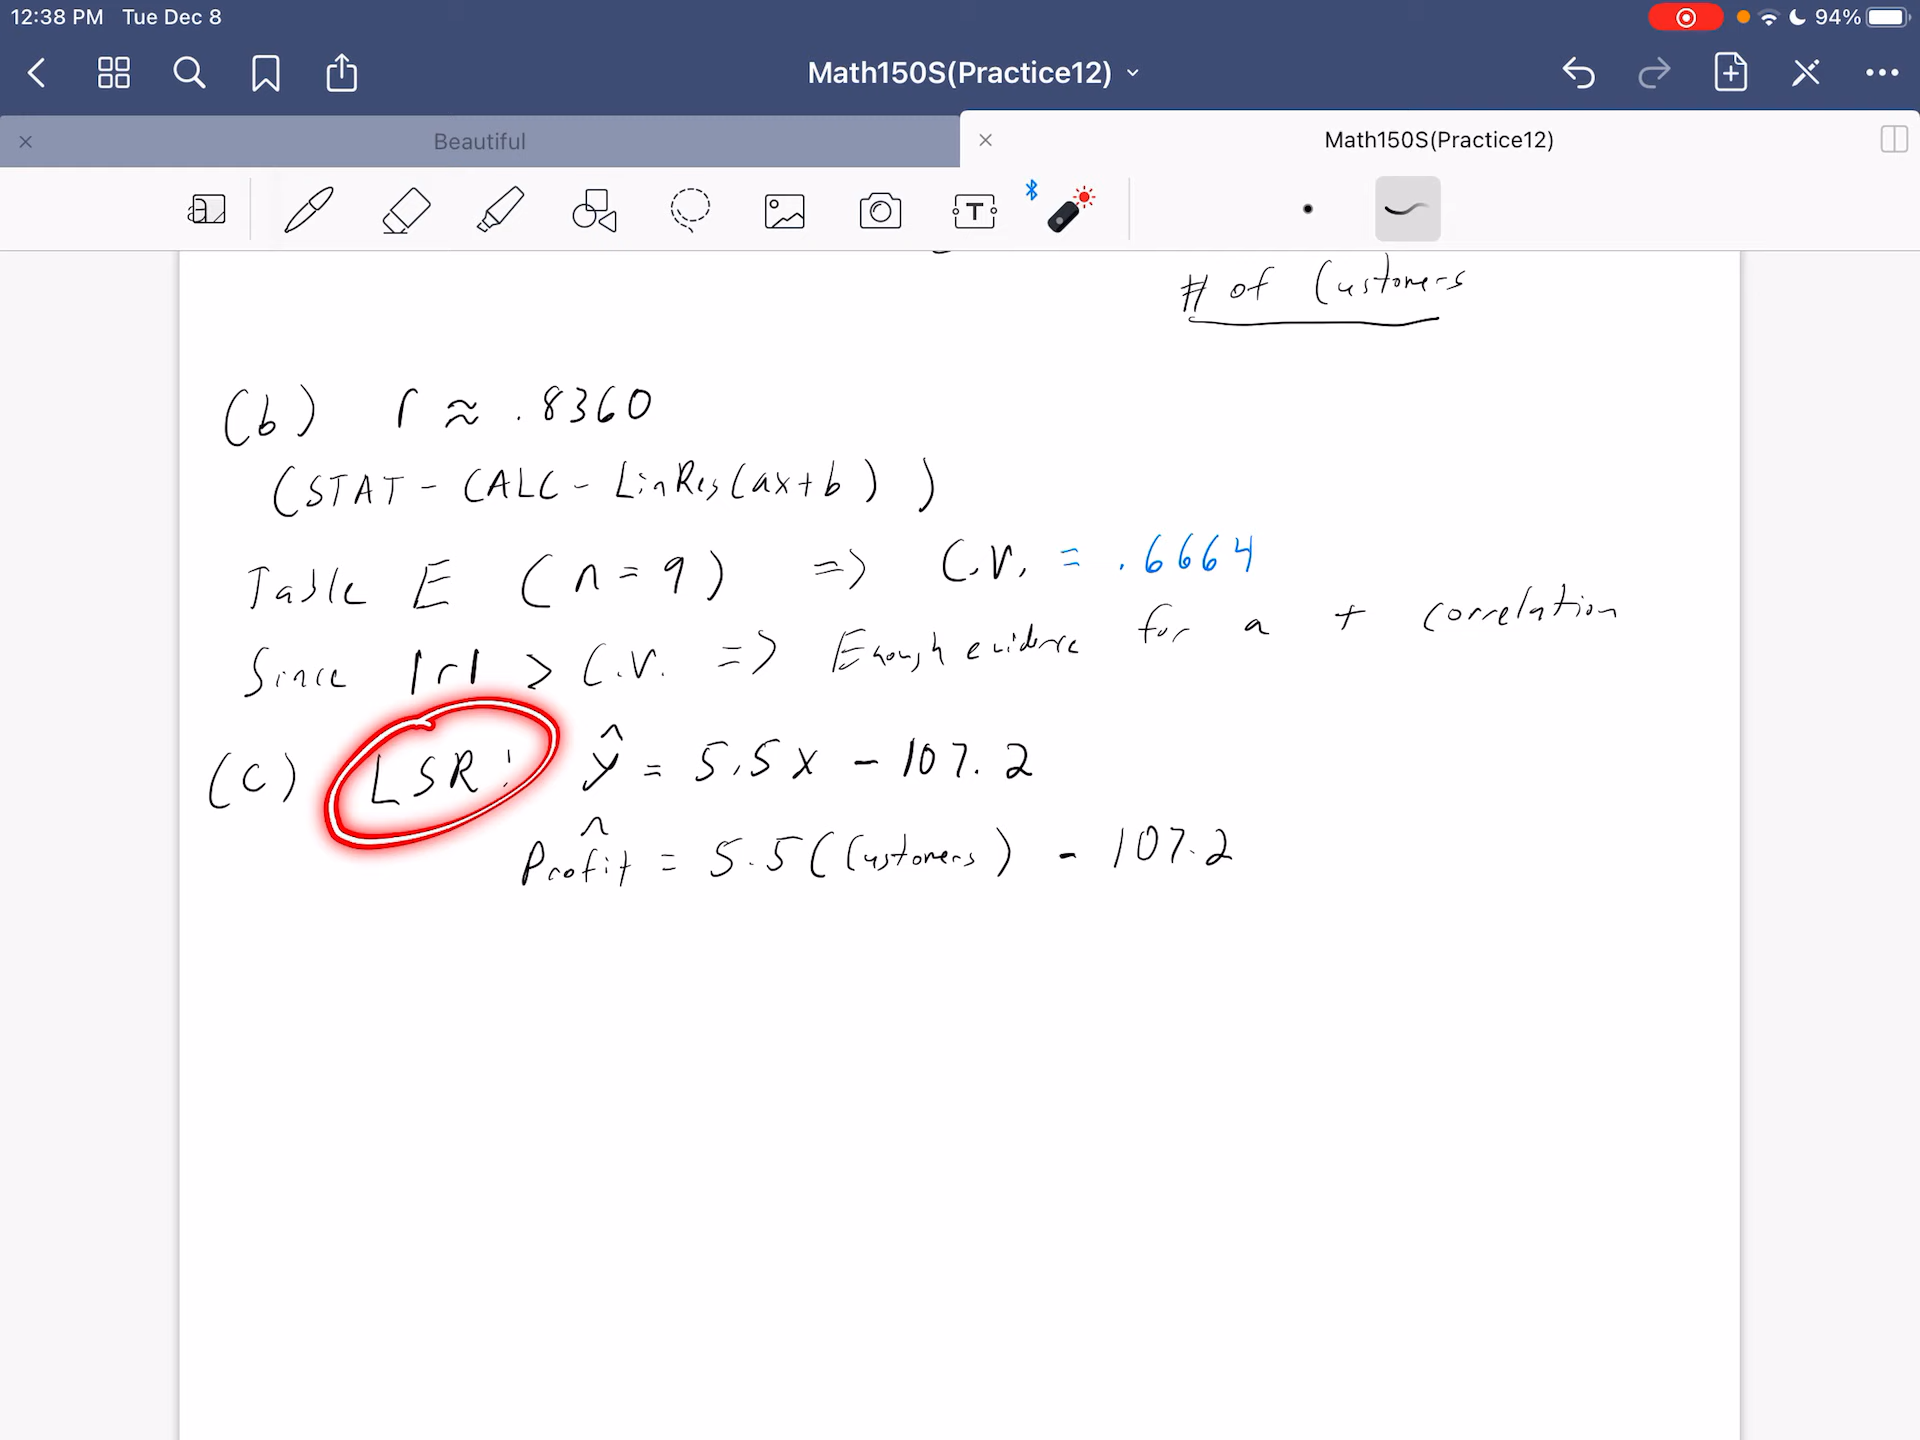 12:38 PM Tue Dec 8
94%
Math150S(Practice12)
Beautiful
Math150S(Practice12)
a
T
# of Customers
(b) r ≈ .8360
(STAT - CALC - LinReg(ax+b) )
Table E (n = 9) => C.V. = .6664
Since |r| > C.V. => Enough evidence for a + correlation
(c) LSR: ŷ = 5.5x - 107.2
Profit^ = 5.5(Customers) - 107.2